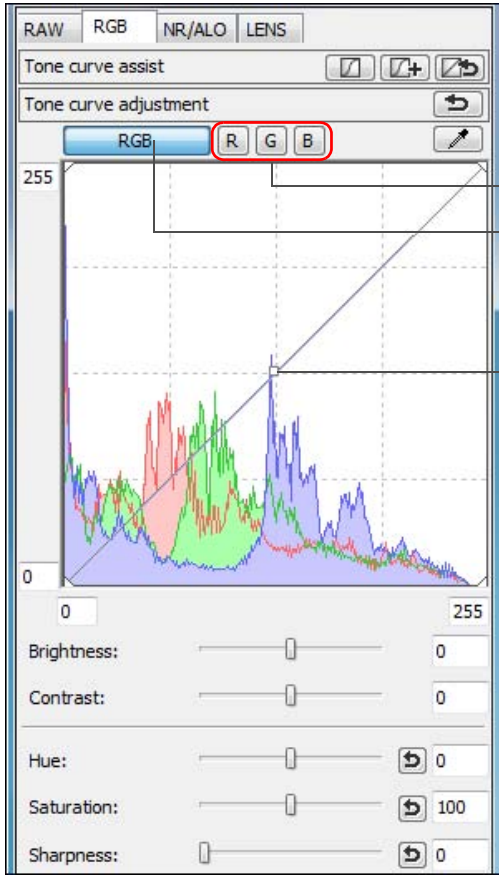 RAW RGB NR/ALO LENS
Tone curve assist
Tone curve adjustment
RGB R G B
255
0
0 255
Brightness: 0
Contrast: 0
Hue: 0
Saturation: 100
Sharpness: 0